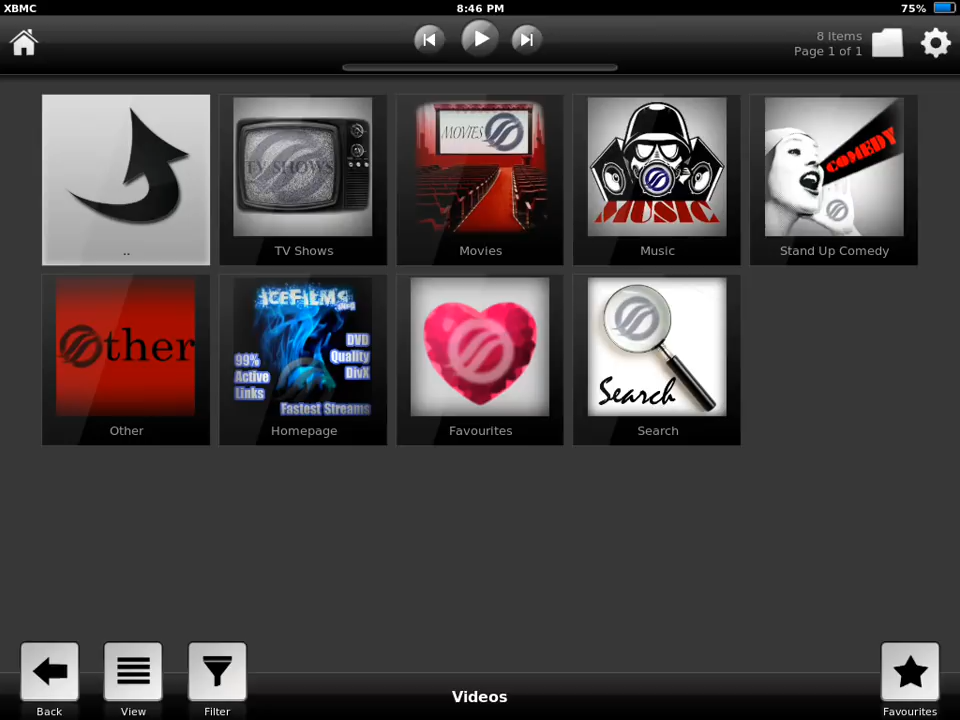 XBMC
8:46 PM
75%
8 Items
Page 1 of 1
..
TV SHOWS
TV Shows
MOVIES
Movies
MUSIC
Music
COMEDY
Stand Up Comedy
Other
Other
ICEFILMS
99%
Active
Links
DVD
Quality
DivX
Fastest Streams
Homepage
Favourites
Search
Search
Back
View
Filter
Videos
Favourites